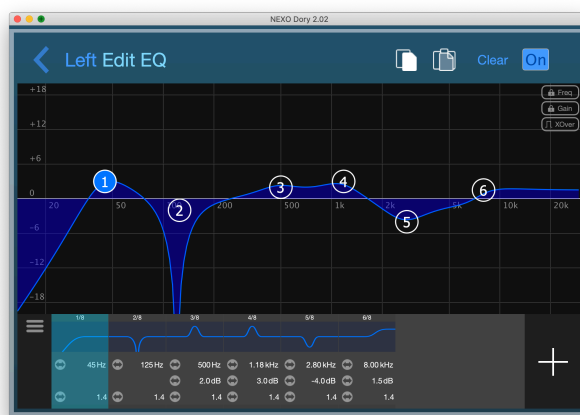 NEXO Dory 2.02
Left Edit EQ Clear On
+18
Freq
Gain
+12
XOver
+6
1 2 3 4 5 6
0
20 50 200 500 1k 5k 10k 20k
-6
-12
-18
1/8 2/8 3/8 4/8 5/8 6/8
45 Hz 125 Hz 500 Hz 1.18 kHz 2.80 kHz 8.00 kHz
2.0 dB 3.0 dB -4.0 dB 1.5 dB
1.4 1.4 1.4 1.4 1.4 1.4